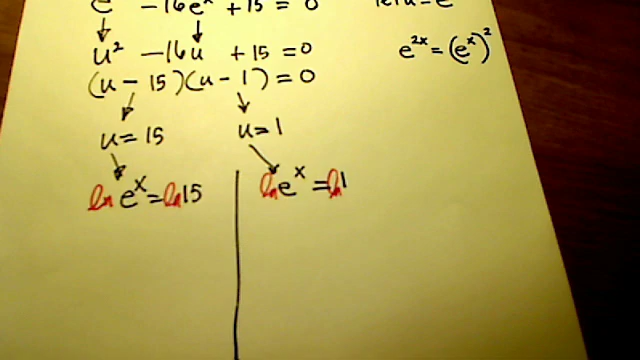 - 16e^x + 15 = 0
u² - 16u + 15 = 0
e^2x = (e^x)²
(u - 15)(u - 1) = 0
u = 15
u = 1
ln e^x = ln 15
ln e^x = ln 1